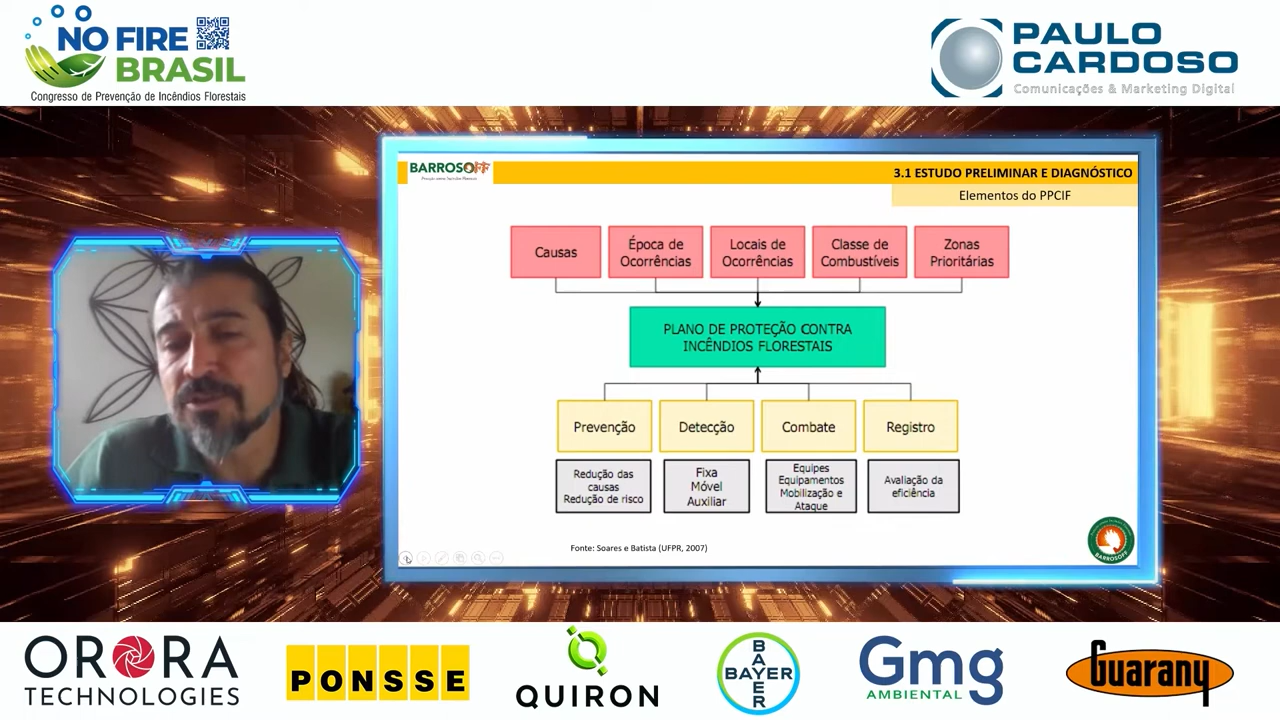 NO FIRE
BRASIL
Congresso de Prevenção de Incêndios Florestais
PAULO
CARDOSO
Comunicações & Marketing Digital
BARROSOFF
3.1 ESTUDO PRELIMINAR E DIAGNÓSTICO
Elementos do PPCIF
Causas
Época de
Ocorrências
Locais de
Ocorrências
Classe de
Combustíveis
Zonas
Prioritárias
PLANO DE PROTEÇÃO CONTRA
INCÊNDIOS FLORESTAIS
Prevenção
Detecção
Combate
Registro
Redução das
causas
Redução de risco
Fixa
Móvel
Auxiliar
Equipes
Equipamentos
Mobilização e
Ataque
Avaliação da
eficiência
Fonte: Soares e Batista (UFPR, 2007)
BARROSOFF
ORORA
TECHNOLOGIES
PONSSE
QUIRON
BAYER
BAYER
Gmg
AMBIENTAL
Guarany